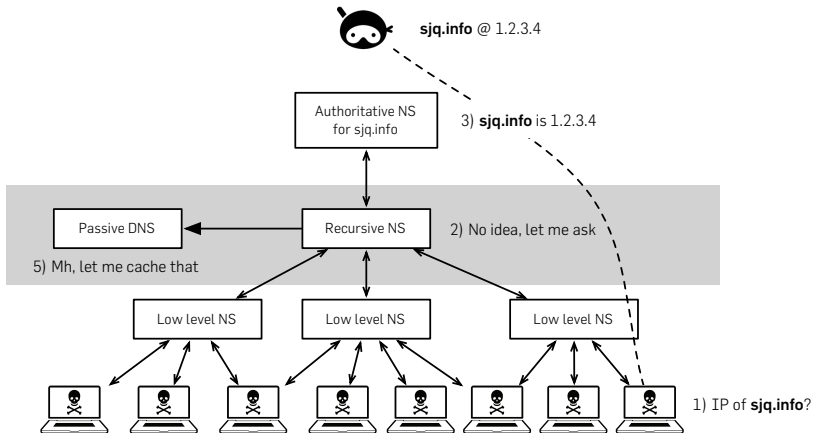 sjq.info @ 1.2.3.4
Authoritative NS
for sjq.info
3) sjq.info is 1.2.3.4
Passive DNS
Recursive NS
2) No idea, let me ask
5) Mh, let me cache that
Low level NS
Low level NS
Low level NS
1) IP of sjq.info?